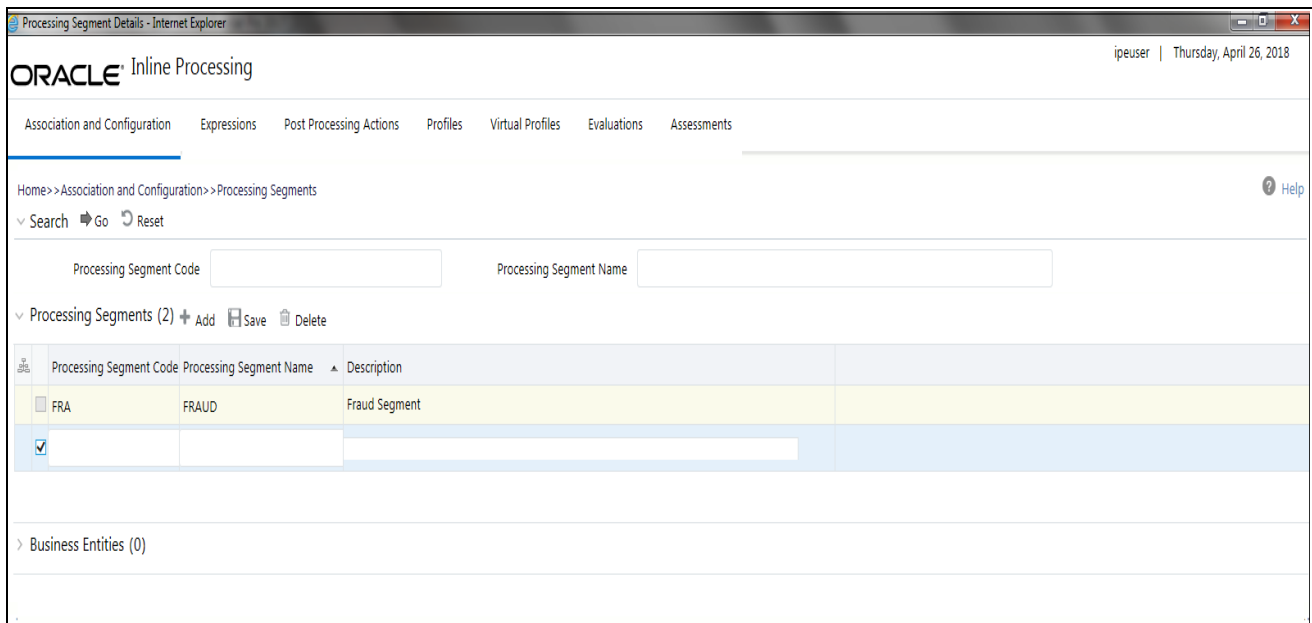 Processing Segment Details - Internet Explorer
ipeuser | Thursday, April 26, 2018
ORACLE® Inline Processing
Association and Configuration Expressions Post Processing Actions Profiles Virtual Profiles Evaluations Assessments
Home>>Association and Configuration>>Processing Segments Help
Search Go Reset
Processing Segment Code Processing Segment Name
Processing Segments (2) Add Save Delete
Processing Segment Code Processing Segment Name Description
FRA FRAUD Fraud Segment
Business Entities (0)